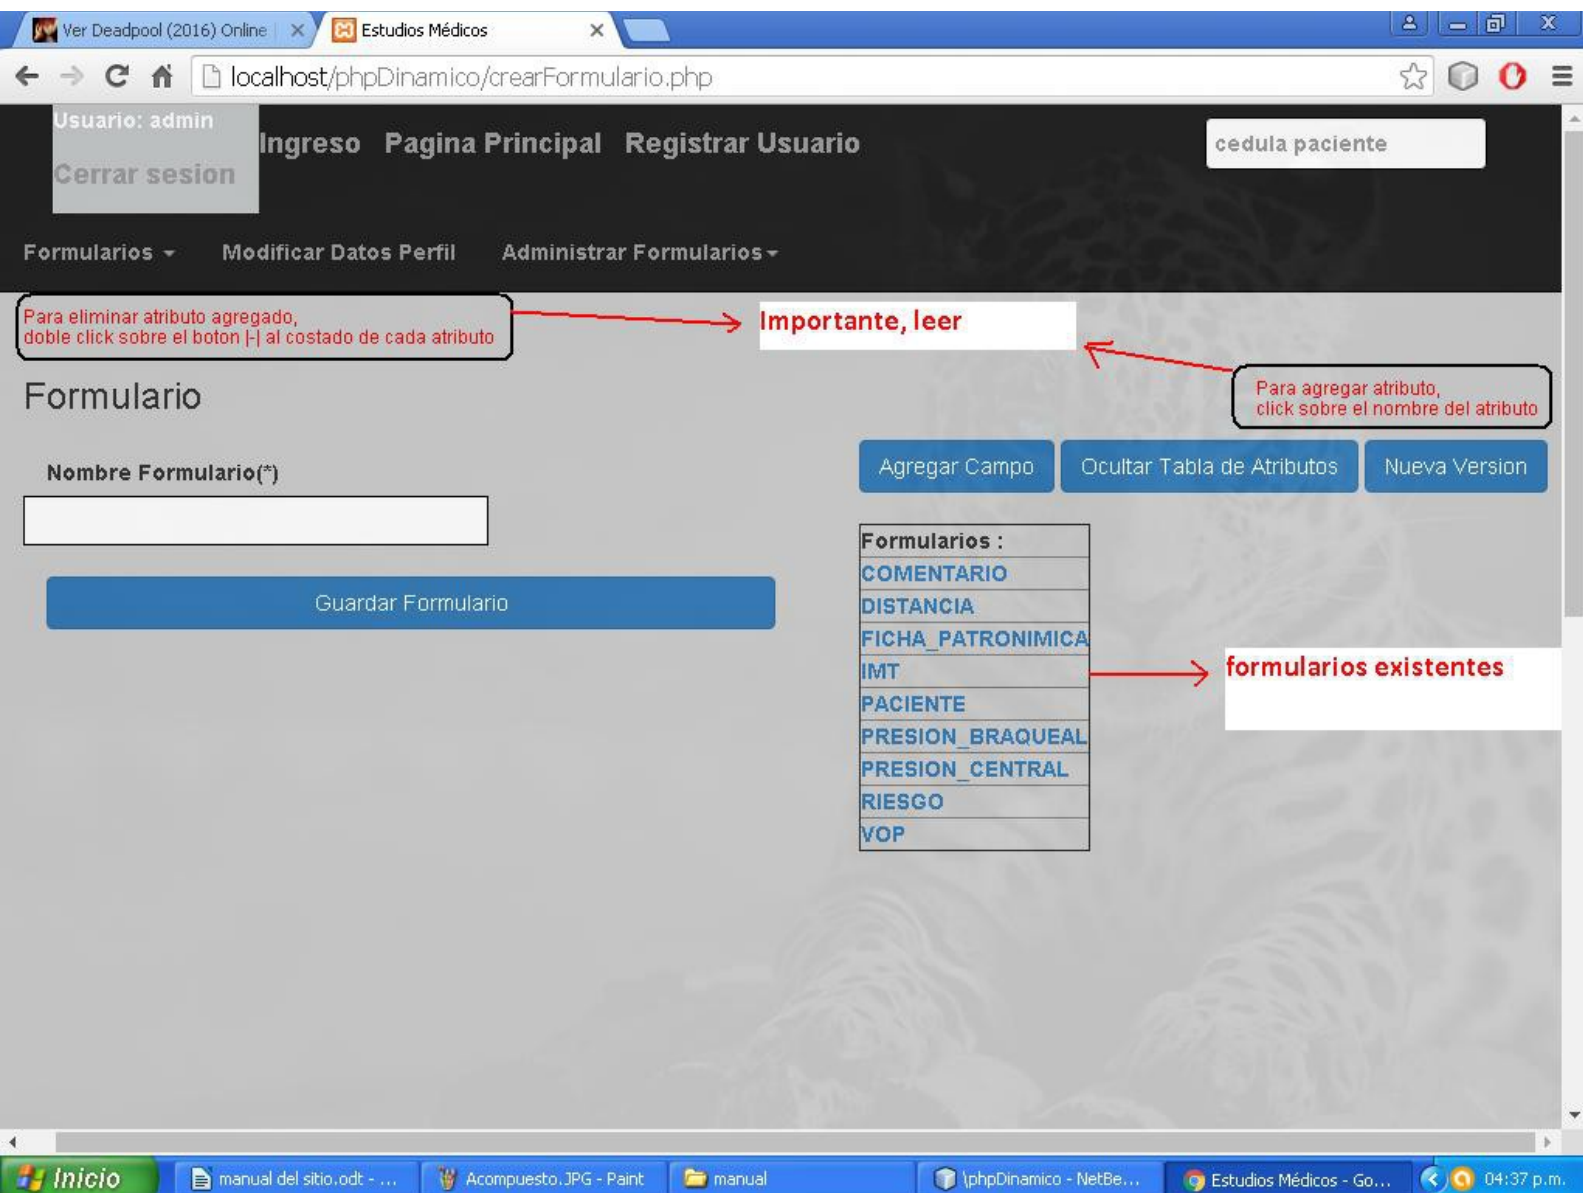 Ver Deadpool (2016) Online
Estudios Médicos
localhost/phpDinamico/crearFormulario.php
Usuario: admin
Cerrar sesion
Ingreso Pagina Principal Registrar Usuario
cedula paciente
Formularios Modificar Datos Perfil Administrar Formularios
Para eliminar atributo agregado,
doble click sobre el boton |-| al costado de cada atributo
Importante, leer
Para agregar atributo,
click sobre el nombre del atributo
Formulario
Nombre Formulario(*)
Guardar Formulario
Agregar Campo Ocultar Tabla de Atributos Nueva Version
Formularios :
COMENTARIO
DISTANCIA
FICHA_PATRONIMICA
IMT
PACIENTE
PRESION_BRAQUEAL
PRESION_CENTRAL
RIESGO
VOP
formularios existentes
Inicio manual del sitio.odt - ... Acompuesto.JPG - Paint manual \phpDinamico - NetBe... Estudios Médicos - Go... 04:37 p.m.